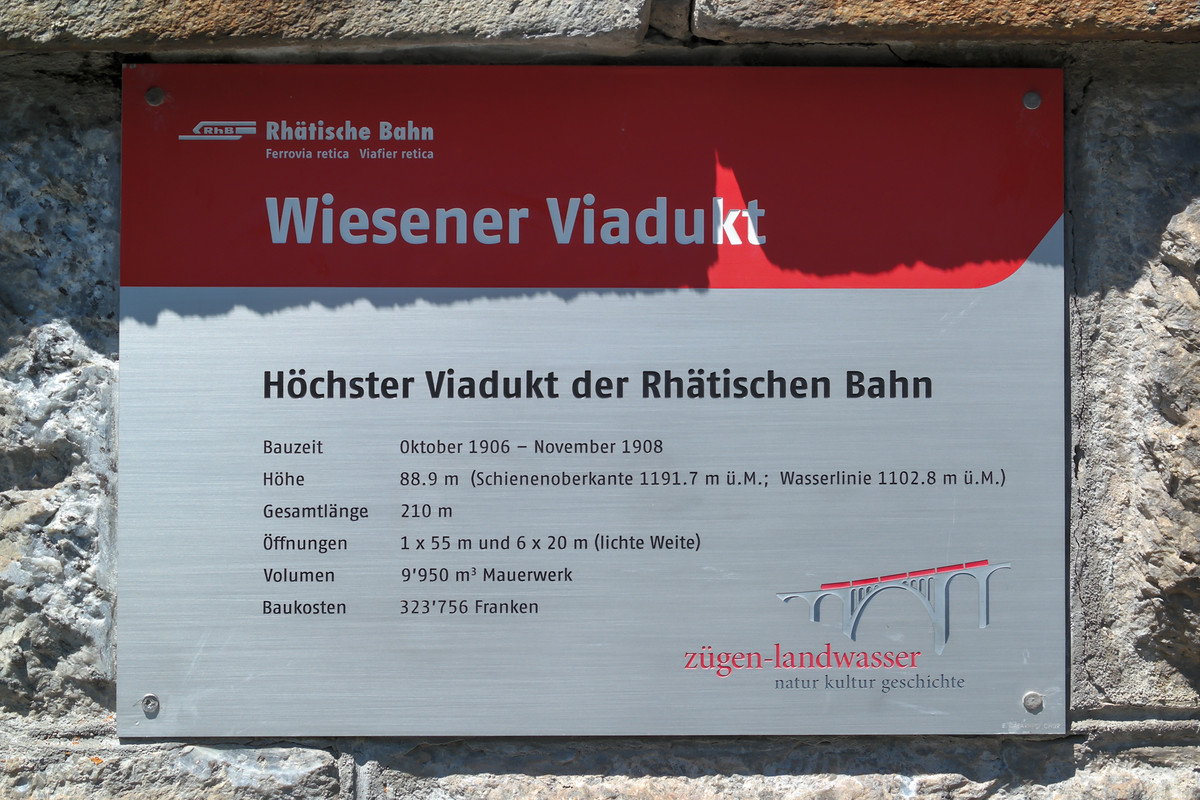 RhB Rhätische Bahn
Ferrovia retica Viafier retica
Wiesener Viadukt
Höchster Viadukt der Rhätischen Bahn
Bauzeit Oktober 1906 – November 1908
Höhe 88.9 m (Schienenoberkante 1191.7 m ü.M.; Wasserlinie 1102.8 m ü.M.)
Gesamtlänge 210 m
Öffnungen 1 x 55 m und 6 x 20 m (lichte Weite)
Volumen 9'950 m³ Mauerwerk
Baukosten 323'756 Franken
zügen-landwasser
natur kultur geschichte